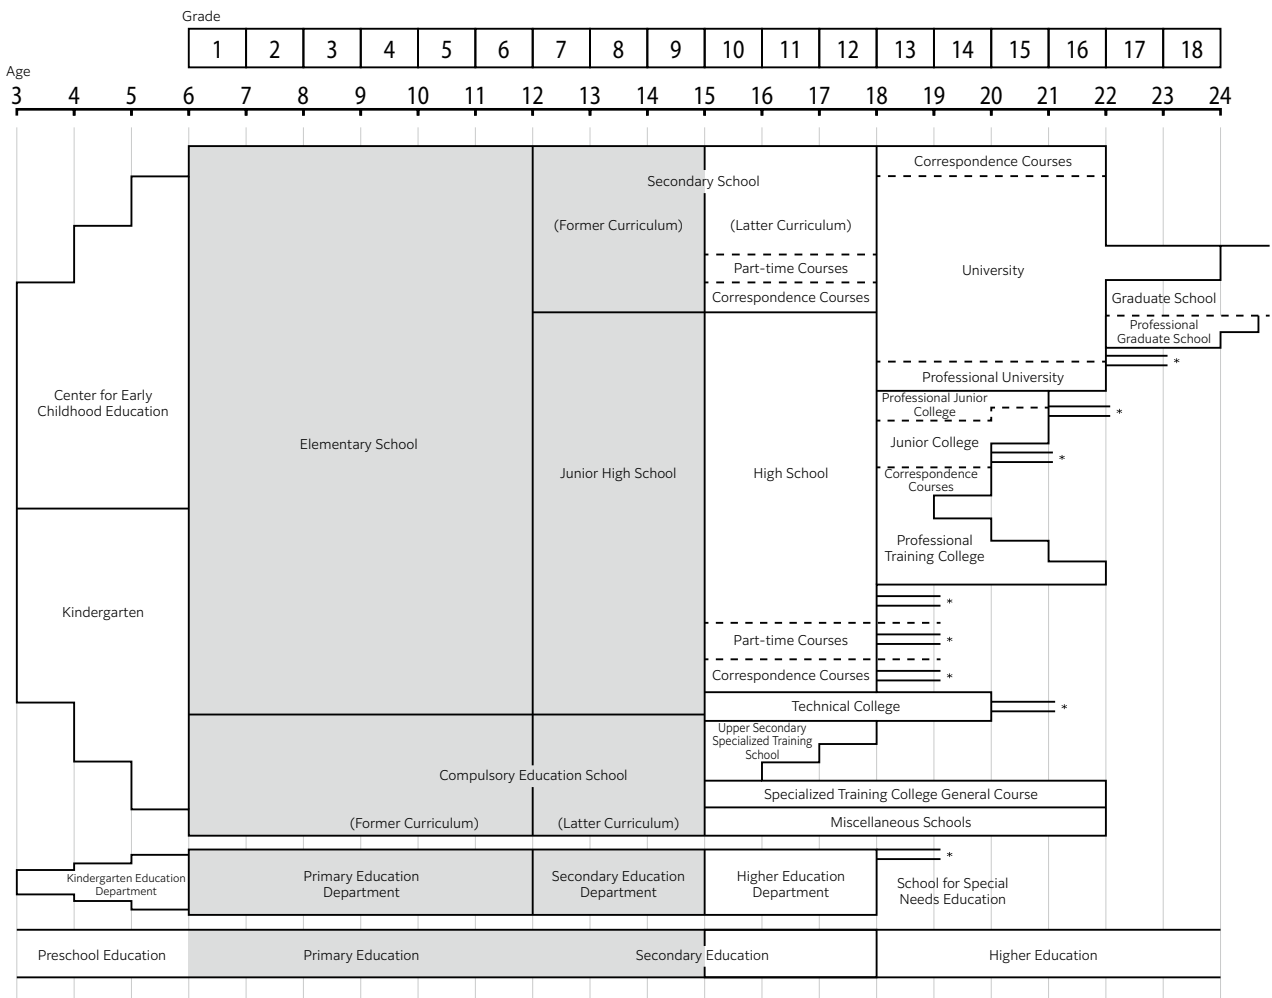 Grade
1 2 3 4 5 6 7 8 9 10 11 12 13 14 15 16 17 18
Age
3 4 5 6 7 8 9 10 11 12 13 14 15 16 17 18 19 20 21 22 23 24
Correspondence Courses
Secondary School
(Former Curriculum)
(Latter Curriculum)
Part-time Courses
Correspondence Courses
University
Graduate School
Professional
Graduate School
*
Professional University
Center for Early
Childhood Education
Professional Junior
College
*
Elementary School
Junior College
*
Junior High School
High School
Correspondence
Courses
Professional
Training College
Kindergarten
*
Part-time Courses
*
Correspondence Courses
*
Technical College
*
Upper Secondary
Specialized Training
School
Compulsory Education School
Specialized Training College General Course
(Former Curriculum)
(Latter Curriculum)
Miscellaneous Schools
*
Kindergarten Education
Department
Primary Education
Department
Secondary Education
Department
Higher Education
Department
School for Special
Needs Education
Preschool Education
Primary Education
Secondary Education
Higher Education